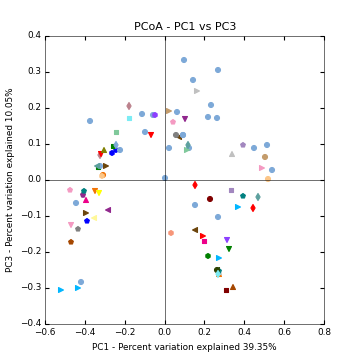 PCoA - PC1 vs PC3
0.4
0.3
0.2
0.1
0.0
−0.1
−0.2
−0.3
−0.4
PC3 - Percent variation explained 10.05%
−0.6 −0.4 −0.2 0.0 0.2 0.4 0.6 0.8
PC1 - Percent variation explained 39.35%